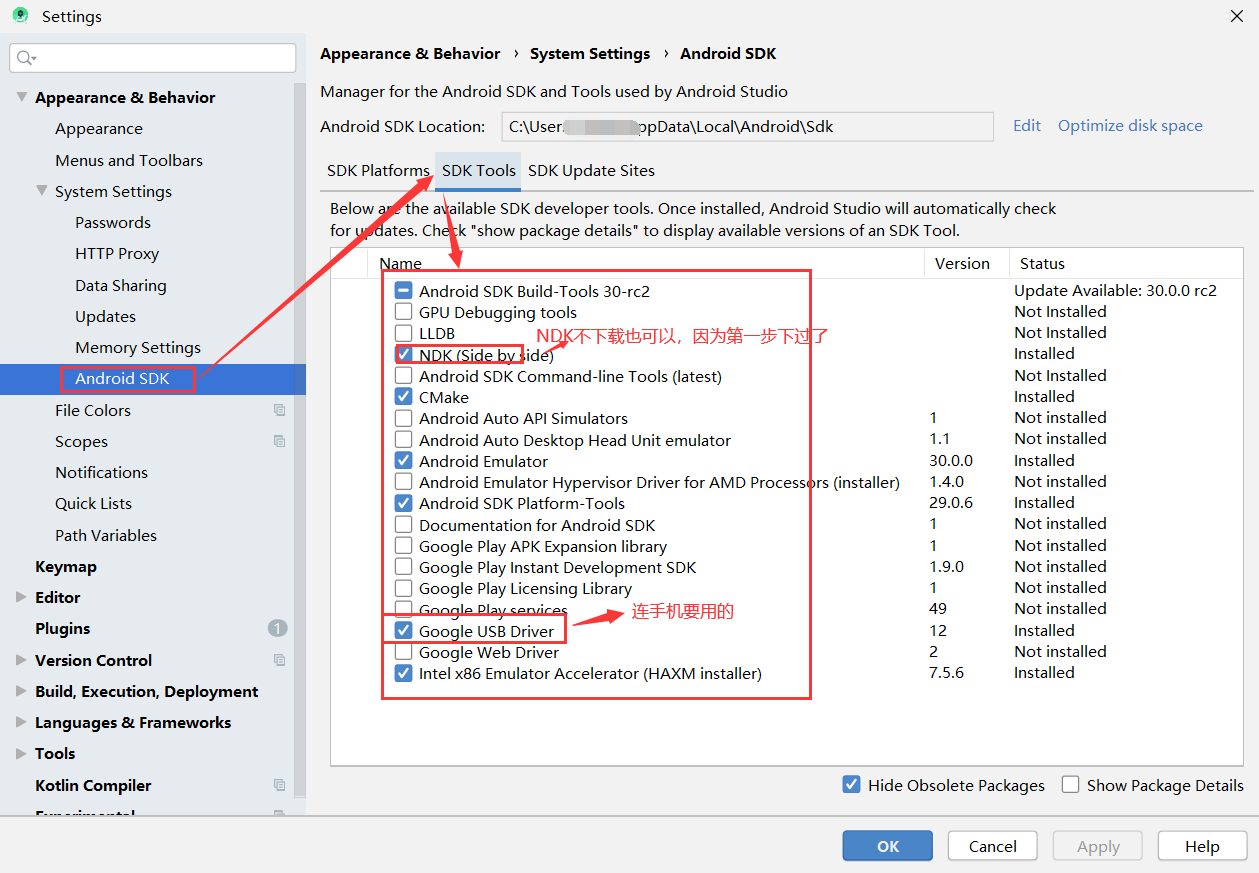 Settings
Appearance & Behavior
Appearance
Menus and Toolbars
System Settings
Passwords
HTTP Proxy
Data Sharing
Updates
Memory Settings
Android SDK
File Colors
Scopes
Notifications
Quick Lists
Path Variables
Keymap
Editor
Plugins 1
Version Control
Build, Execution, Deployment
Languages & Frameworks
Tools
Kotlin Compiler
Experimental
Appearance & Behavior › System Settings › Android SDK
Manager for the Android SDK and Tools used by Android Studio
Android SDK Location: C:\User ppData\Local\Android\Sdk Edit Optimize disk space
SDK Platforms SDK Tools SDK Update Sites
Below are the available SDK developer tools. Once installed, Android Studio will automatically check
for updates. Check "show package details" to display available versions of an SDK Tool.
Name Version Status
Android SDK Build-Tools 30-rc2 Update Available: 30.0.0 rc2
GPU Debugging tools Not Installed
LLDB Not Installed
NDK不下载也可以，因为第一步下过了
NDK (Side by side) Installed
Android SDK Command-line Tools (latest) Not Installed
CMake Installed
Android Auto API Simulators 1 Not installed
Android Auto Desktop Head Unit emulator 1.1 Not installed
Android Emulator 30.0.0 Installed
Android Emulator Hypervisor Driver for AMD Processors (installer) 1.4.0 Not installed
Android SDK Platform-Tools 29.0.6 Installed
Documentation for Android SDK 1 Not installed
Google Play APK Expansion library 1 Not installed
Google Play Instant Development SDK 1.9.0 Not installed
Google Play Licensing Library 1 Not installed
Google Play services 49 Not installed
连手机要用的
Google USB Driver 12 Installed
Google Web Driver 2 Not installed
Intel x86 Emulator Accelerator (HAXM installer) 7.5.6 Installed
Hide Obsolete Packages Show Package Details
OK Cancel Apply Help